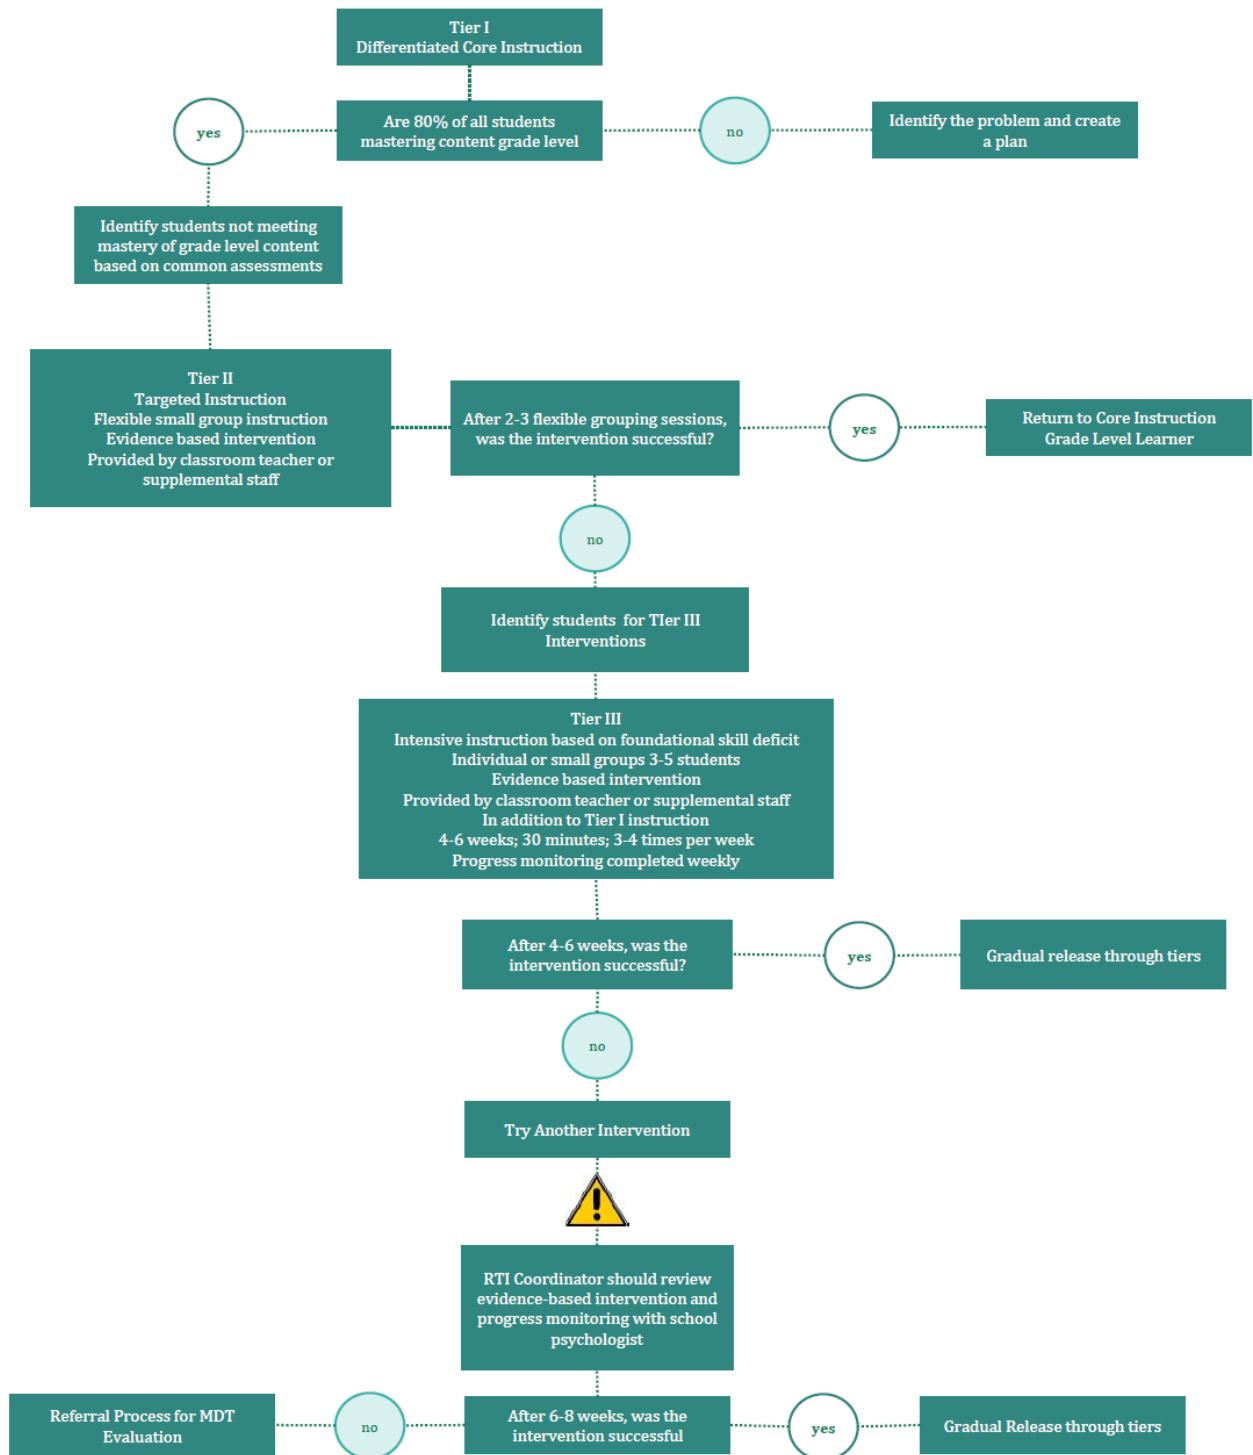 Tier I
Differentiated Core Instruction
yes
Are 80% of all students
mastering content grade level
no
Identify the problem and create
a plan
Identify students not meeting
mastery of grade level content
based on common assessments
Tier II
Targeted Instruction
Flexible small group instruction
Evidence based intervention
Provided by classroom teacher or
supplemental staff
After 2-3 flexible grouping sessions,
was the intervention successful?
yes
Return to Core Instruction
Grade Level Learner
no
Identify students for TIer III
Interventions
Tier III
Intensive instruction based on foundational skill deficit
Individual or small groups 3-5 students
Evidence based intervention
Provided by classroom teacher or supplemental staff
In addition to Tier I instruction
4-6 weeks; 30 minutes; 3-4 times per week
Progress monitoring completed weekly
After 4-6 weeks, was the
intervention successful?
yes
Gradual release through tiers
no
Try Another Intervention
RTI Coordinator should review
evidence-based intervention and
progress monitoring with school
psychologist
Referral Process for MDT
Evaluation
no
After 6-8 weeks, was the
intervention successful
yes
Gradual Release through tiers